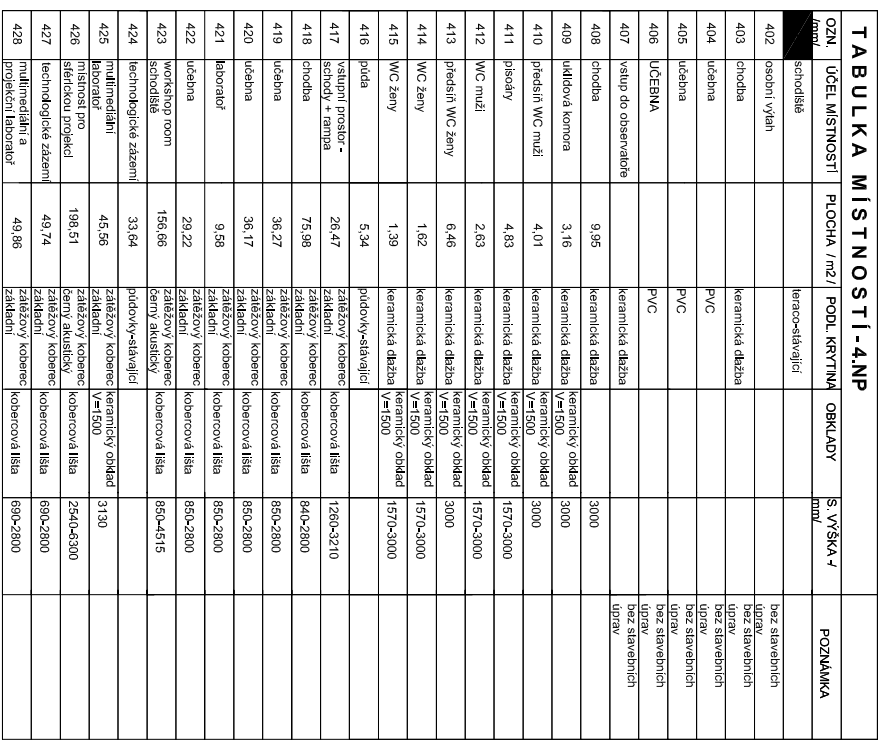 TABULKA MÍSTNOSTÍ - 4.NP
OZN. ÚČEL MÍSTNOSTÍ PLOCHA /m2/ PODL. KRYTINA OBKLADY S. VÝŠKA -/ POZNÁMKA
/mm/ mm/
schodiště teraco-stávající
402 osobní výtah bez stavebních
úprav
403 chodba keramická dlažba bez stavebních
úprav
404 učebna PVC bez stavebních
úprav
405 učebna PVC bez stavebních
úprav
406 UČEBNA PVC bez stavebních
úprav
407 vstup do observatoře keramická dlažba bez stavebních
úprav
408 chodba 9,95 keramická dlažba 3000
409 uklidová komora 3,16 keramická dlažba keramický obklad 3000
V=1500
410 předsíň WC muži 4,01 keramická dlažba keramický obklad 3000
V=1500
411 pisoáry 4,83 keramická dlažba keramický obklad 1570-3000
V=1500
412 WC muži 2,63 keramická dlažba keramický obklad 1570-3000
V=1500
413 předsíň WC ženy 6,46 keramická dlažba keramický obklad 3000
V=1500
414 WC ženy 1,62 keramická dlažba keramický obklad 1570-3000
V=1500
415 WC ženy 1,39 keramická dlažba keramický obklad 1570-3000
V=1500
416 půda 5,34 půdovky-stávající
417 vstupní prostor - 26,47 zátěžový koberec kobercová lišta 1260-3210
schody + rampa základní
418 chodba 75,98 zátěžový koberec kobercová lišta 840-2800
základní
419 učebna 36,27 zátěžový koberec kobercová lišta 850-2800
základní
420 učebna 36,17 zátěžový koberec kobercová lišta 850-2800
základní
421 laboratoř 9,58 zátěžový koberec kobercová lišta 850-2800
základní
422 učebna 29,22 zátěžový koberec kobercová lišta 850-2800
základní
423 workshop room 156,66 zátěžový koberec kobercová lišta 850-4515
schodiště černý akustický
424 technologické zázemí 33,64 půdovky-stávající
425 multimediální 45,56 zátěžový koberec keramický obklad 3130
laboratoř základní V=1500
426 místnost pro 198,51 zátěžový koberec kobercová lišta 2540-6300
sférickou projekci černý akustický
427 technologické zázemí 49,74 zátěžový koberec kobercová lišta 690-2800
základní
428 multimediální a 49,86 zátěžový koberec kobercová lišta 690-2800
projekční laboratoř základní